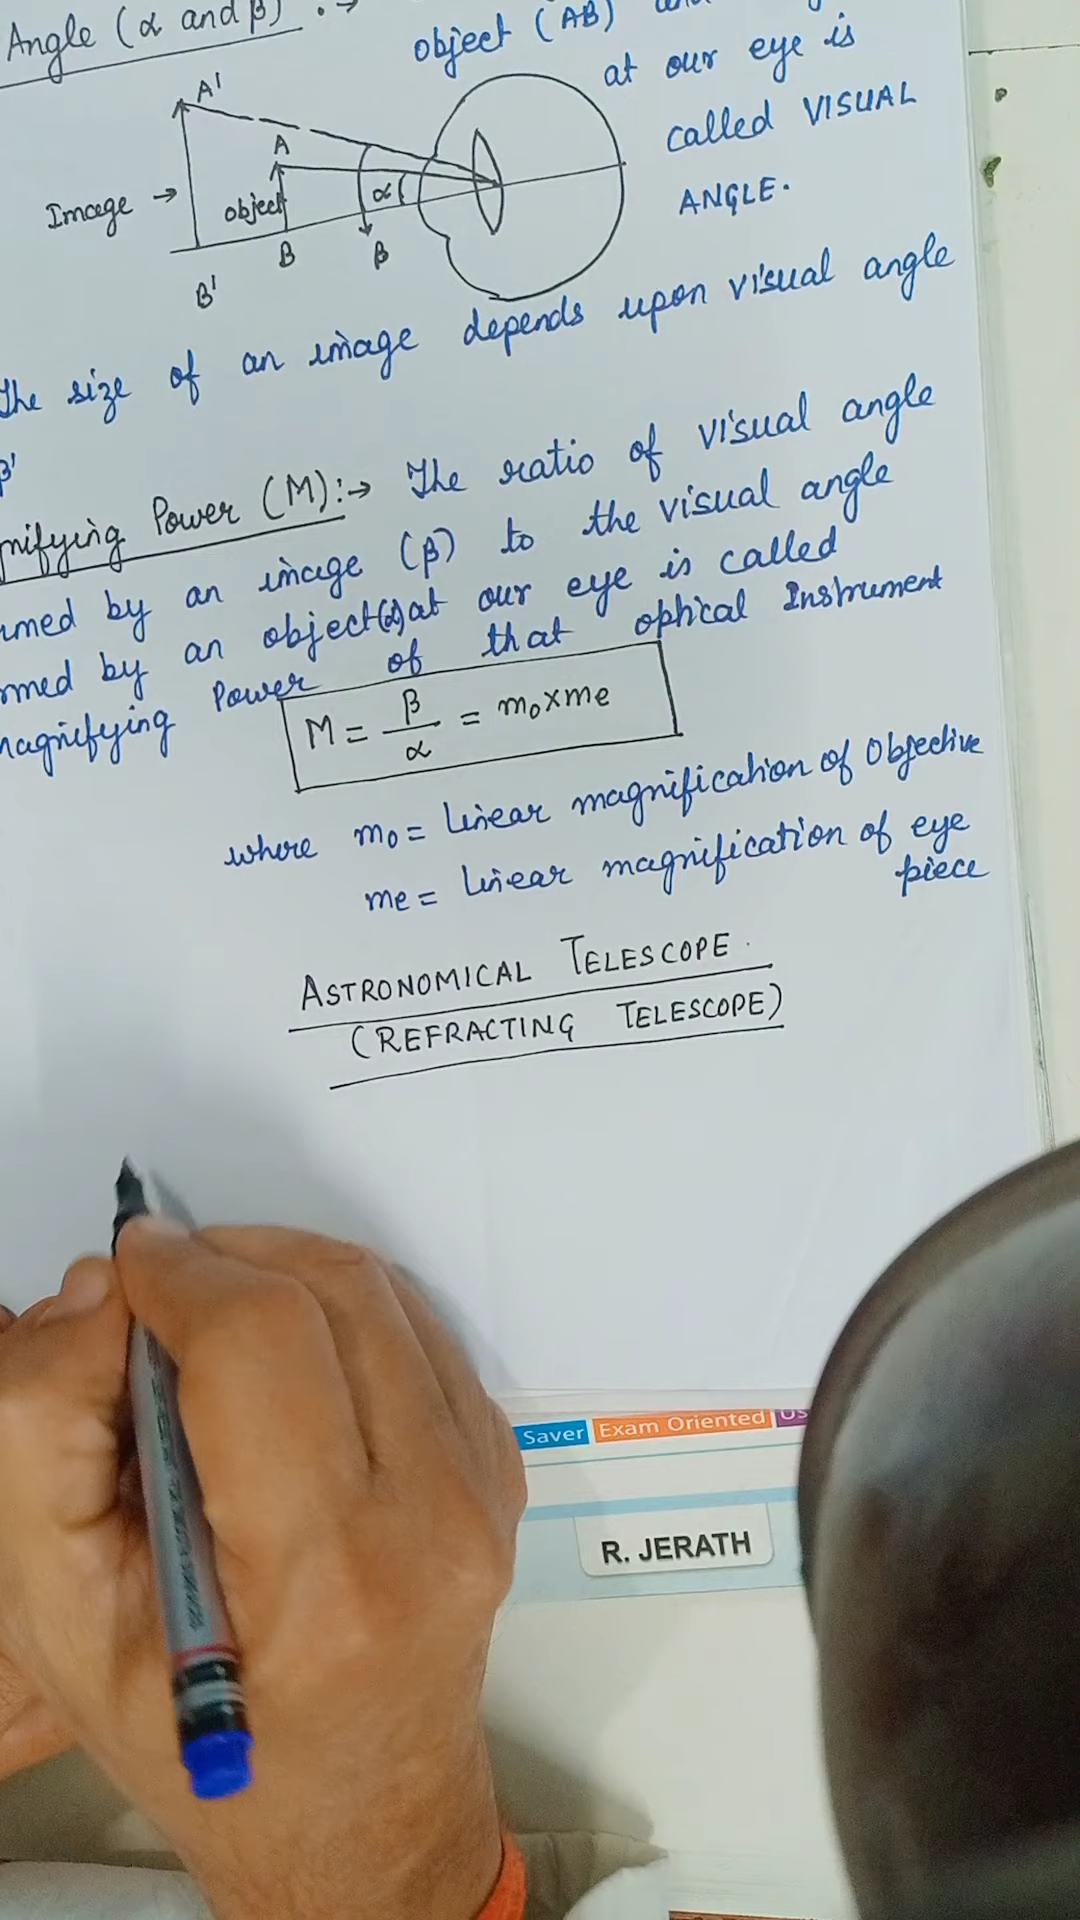 Angle (α and β) :→
object (AB)
at our eye is
called VISUAL
ANGLE.
A'
A
Image →
object
α
B
β
B'
The size of an image depends upon visual angle
β'
nifying Power (M):→ The ratio of visual angle
rmed by an image (β) to the visual angle
rmed by an object(α)at our eye is called
magnifying Power of that optical Instrument
M = β/α = mo×me
where mo = linear magnification of Objective
me = linear magnification of eye
piece
ASTRONOMICAL TELESCOPE.
(REFRACTING TELESCOPE)
Saver Exam Oriented
R. JERATH